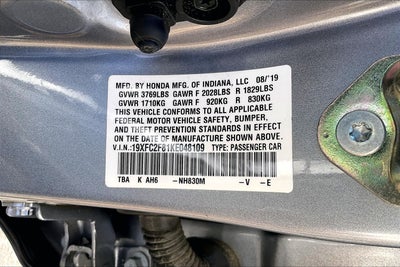 MFD. BY HONDA MFG. OF INDIANA, LLC 08/'19
GVWR 3769LBS GAWR F 2028LBS R 1829LBS
GVWR 1710KG GAWR F 920KG R 830KG
THIS VEHICLE CONFORMS TO ALL APPLICABLE
FEDERAL MOTOR VEHICLE SAFETY, BUMPER,
AND THEFT PREVENTION STANDARDS IN EFFECT
ON THE DATE OF MANUFACTURE SHOWN ABOVE.
V.I.N.: 19XFC2F81KE048109 TYPE: PASSENGER CAR
TBA K AH6 -NH830M -V -E